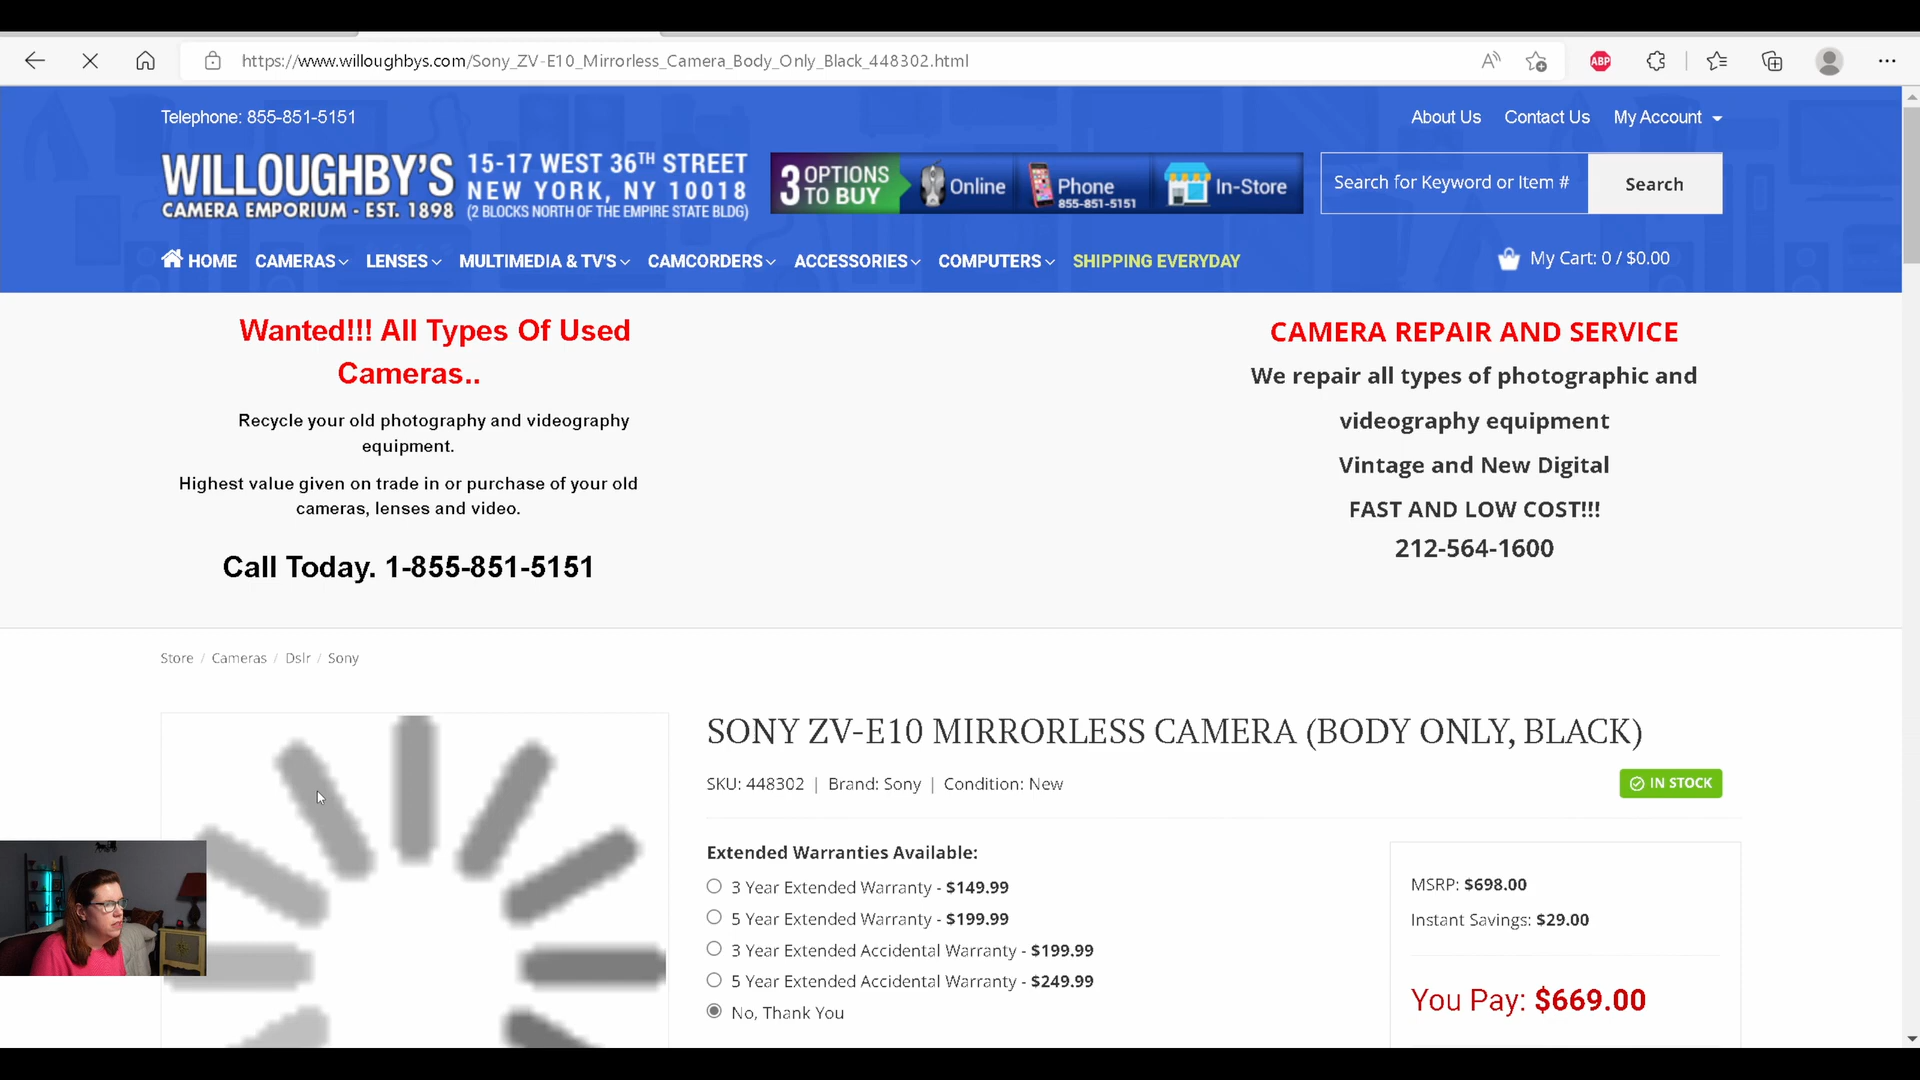 https://www.willoughbys.com/Sony_ZV-E10_Mirrorless_Camera_Body_Only_Black_448302.html
A
ABP
Telephone: 855-851-5151
About Us
Contact Us
My Account
WILLOUGHBY'S
CAMERA EMPORIUM - EST. 1898
15-17 WEST 36TH STREET
NEW YORK, NY 10018
(2 BLOCKS NORTH OF THE EMPIRE STATE BLDG)
3 OPTIONS TO BUY
Online
Phone
855-851-5151
In-Store
Search for Keyword or Item #
Search
HOME
CAMERAS
LENSES
MULTIMEDIA & TV'S
CAMCORDERS
ACCESSORIES
COMPUTERS
SHIPPING EVERYDAY
My Cart: 0 / $0.00
Wanted!!! All Types Of Used
Cameras..
Recycle your old photography and videography
equipment.
Highest value given on trade in or purchase of your old
cameras, lenses and video.
Call Today. 1-855-851-5151
CAMERA REPAIR AND SERVICE
We repair all types of photographic and
videography equipment
Vintage and New Digital
FAST AND LOW COST!!!
212-564-1600
Store / Cameras / Dslr / Sony
SONY ZV-E10 MIRRORLESS CAMERA (BODY ONLY, BLACK)
SKU: 448302 | Brand: Sony | Condition: New
IN STOCK
Extended Warranties Available:
3 Year Extended Warranty - $149.99
5 Year Extended Warranty - $199.99
3 Year Extended Accidental Warranty - $199.99
5 Year Extended Accidental Warranty - $249.99
No, Thank You
MSRP: $698.00
Instant Savings: $29.00
You Pay: $669.00